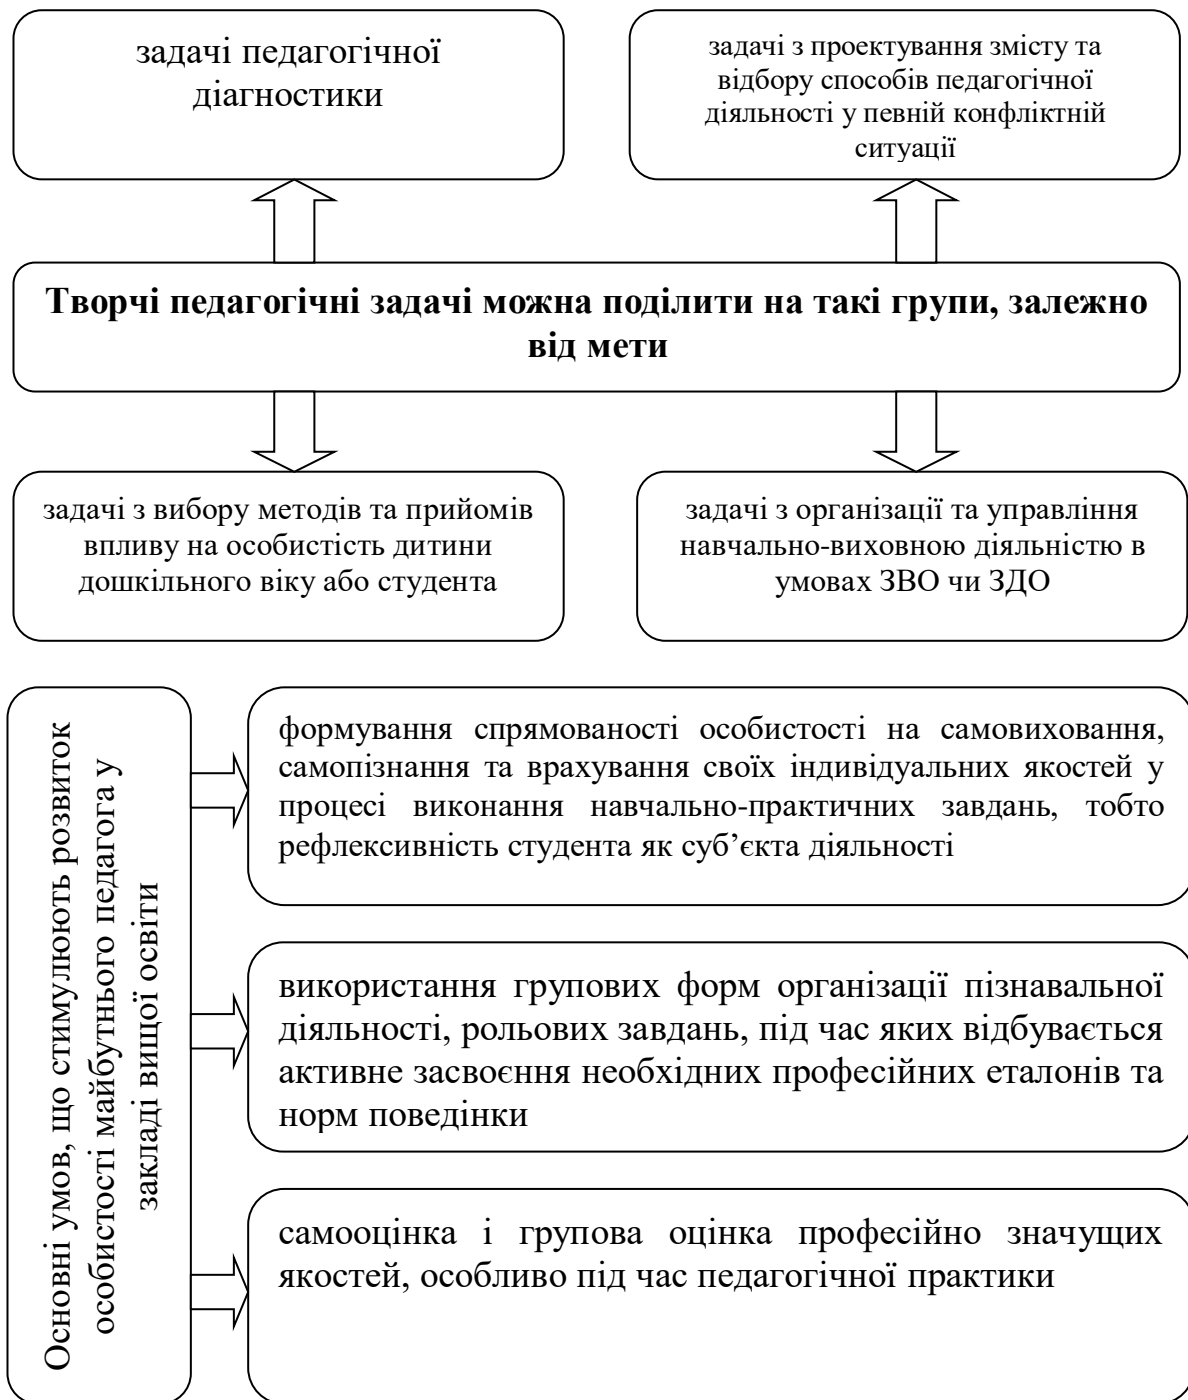 задачі педагогічної
діагностики
задачі з проектування змісту та
відбору способів педагогічної
діяльності у певній конфліктній
ситуації
Творчі педагогічні задачі можна поділити на такі групи, залежно
від мети
задачі з вибору методів та прийомів
впливу на особистість дитини
дошкільного віку або студента
задачі з організації та управління
навчально-виховною діяльністю в
умовах ЗВО чи ЗДО
Основні умов, що стимулюють розвиток
особистості майбутнього педагога у
закладі вищої освіти
формування спрямованості особистості на самовиховання,
самопізнання та врахування своїх індивідуальних якостей у
процесі виконання навчально-практичних завдань, тобто
рефлексивність студента як суб’єкта діяльності
використання групових форм організації пізнавальної
діяльності, рольових завдань, під час яких відбувається
активне засвоєння необхідних професійних еталонів та
норм поведінки
самооцінка і групова оцінка професійно значущих
якостей, особливо під час педагогічної практики